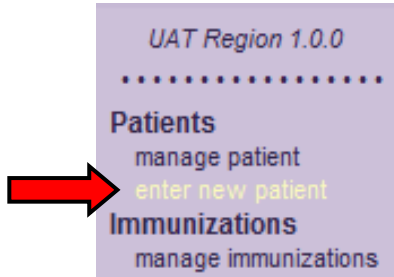 UAT Region 1.0.0
Patients
manage patient
enter new patient
Immunizations
manage immunizations